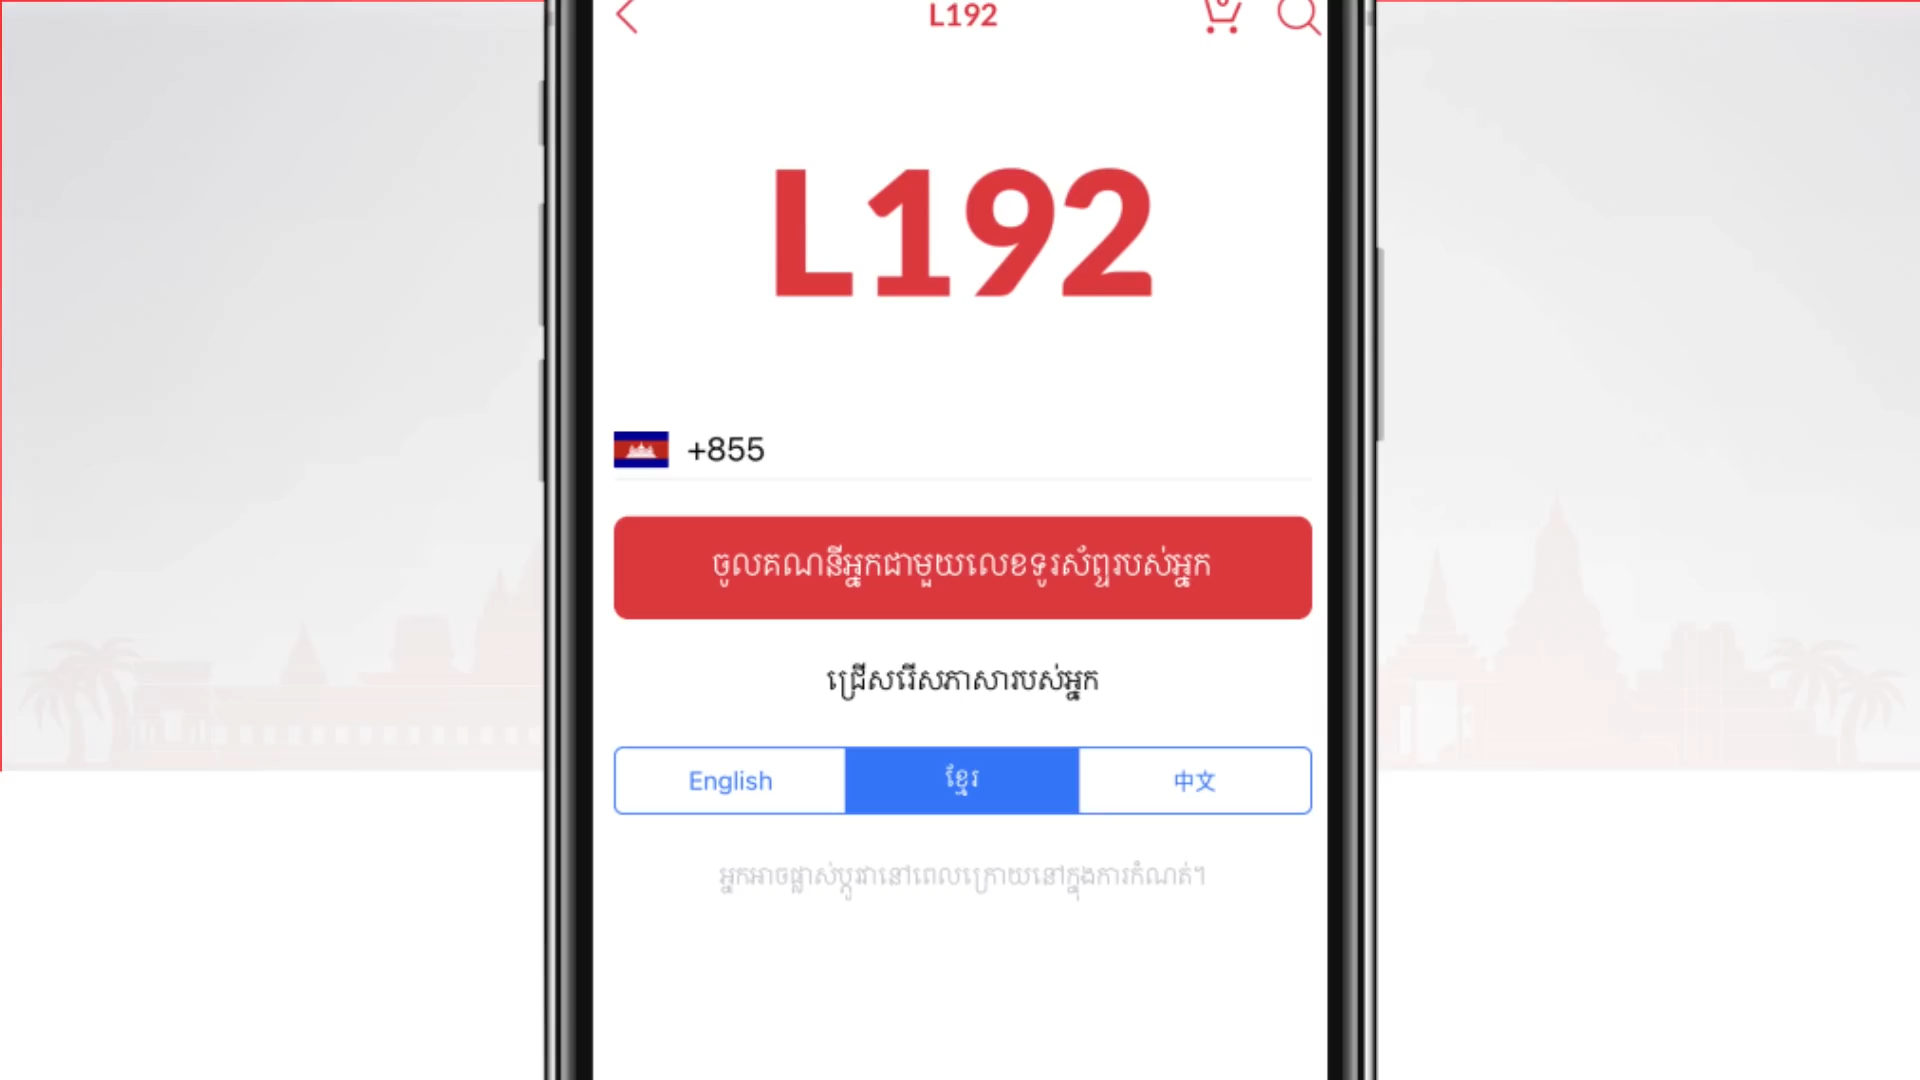 L192
L192
+855
ចូលគណនីអ្នកជាមួយលេខទូរស័ព្ទរបស់អ្នក
ជ្រើសរើសភាសារបស់អ្នក
English
ខ្មែរ
中文
អ្នកអាចផ្លាស់ប្ដូរវានៅពេលក្រោយនៅក្នុងការកំណត់។